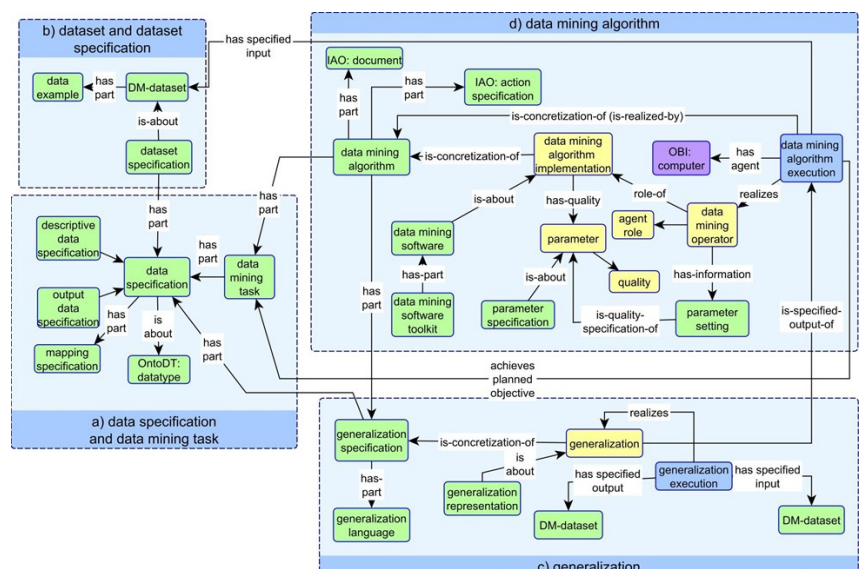 b) dataset and dataset
specification
data
example
has
part
DM-dataset
is-about
dataset
specification
has specified
input
d) data mining algorithm
IAO: document
has
part
has
part
IAO: action
specification
is-concretization-of (is-realized-by)
data mining
algorithm
is-concretization-of
data mining
algorithm
implementation
OBI:
computer
has
agent
data mining
algorithm
execution
is-about
role-of
realizes
has-quality
data mining
software
agent
role
data
mining
operator
parameter
has-part
is-about
quality
has-information
data mining
software
toolkit
parameter
specification
is-quality-
specification-of
parameter
setting
is-specified-
output-of
has
part
has
part
has
part
descriptive
data
specification
has
part
data
specification
data
mining
task
output
data
specification
has
part
is
about
has
part
mapping
specification
OntoDT:
datatype
a) data specification
and data mining task
achieves
planned
objective
generalization
specification
is-concretization-of
generalization
realizes
is
about
has-
part
generalization
representation
has specified
output
generalization
execution
has specified
input
generalization
language
DM-dataset
DM-dataset
c) generalization